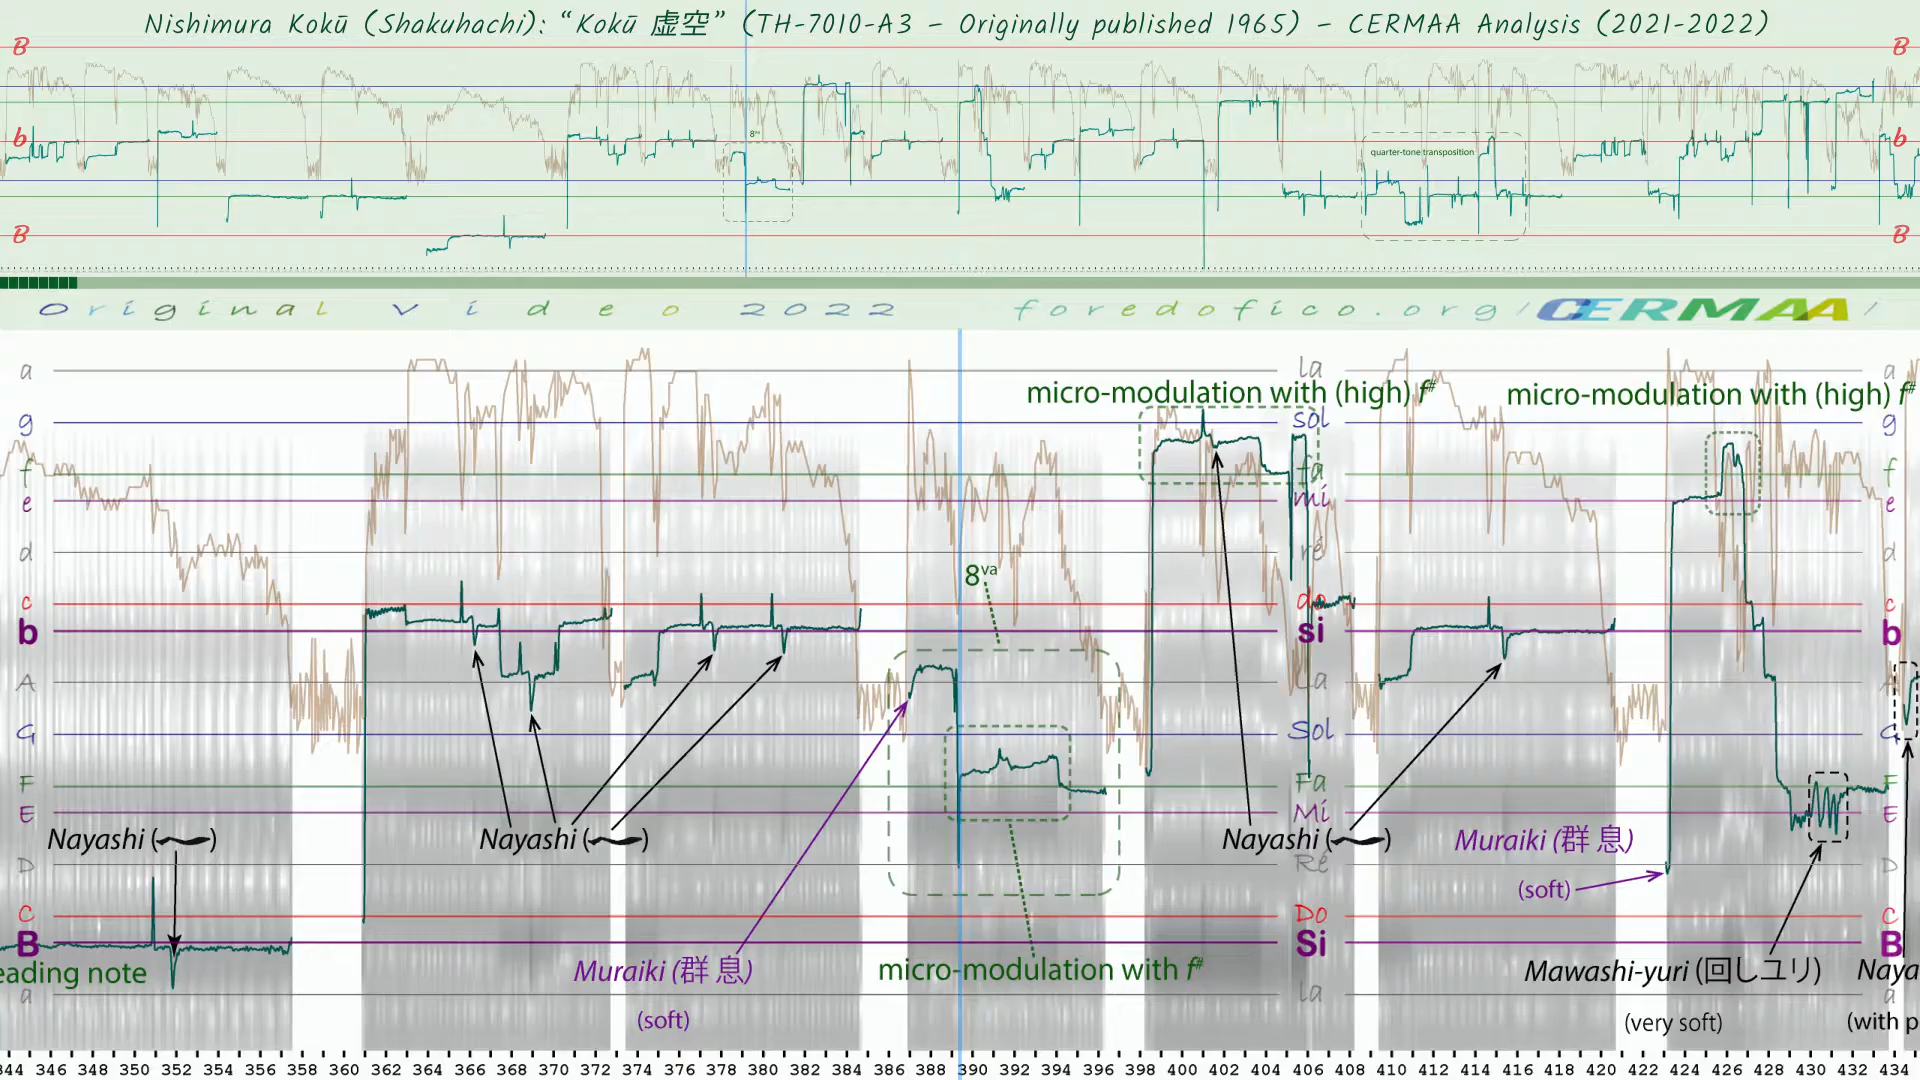 Nishimura Kokū (Shakuhachi): “Kokū 虚空” (TH-7010-A3 – Originally published 1965) – CERMAA Analysis (2021-2022)
B B
b b
8va
quarter-tone transposition
B B
Original Video 2022 foredofico.org/CERMAA/
a la a
micro-modulation with (high) f# micro-modulation with (high) f#
g sol g
f fa f
e mi e
d ré d
8va
c do c
b si b
A La A
G Sol G
F Fa F
E Mi E
Nayashi ( ) Nayashi ( ) Nayashi ( ) Muraiki (群息)
D Ré D
(soft)
C Do C
B Si B
eading note Muraiki (群息) micro-modulation with f# Mawashi-yuri (回しユリ) Naya
a la a
(soft) (very soft) (with p
344 346 348 350 352 354 356 358 360 362 364 366 368 370 372 374 376 378 380 382 384 386 388 390 392 394 396 398 400 402 404 406 408 410 412 414 416 418 420 422 424 426 428 430 432 434